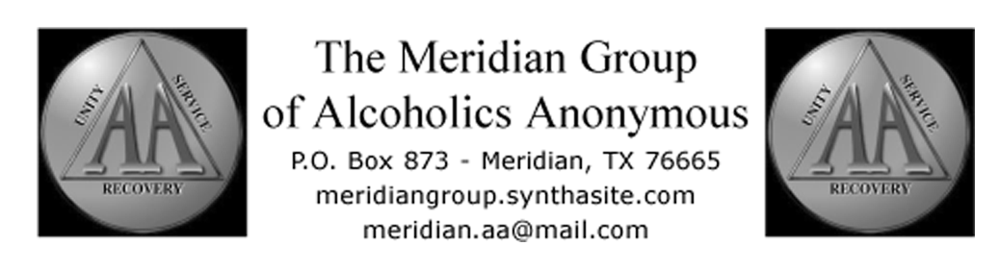 UNITY
SERVICE
AA
RECOVERY
The Meridian Group
of Alcoholics Anonymous
P.O. Box 873 - Meridian, TX 76665
meridiangroup.synthasite.com
meridian.aa@mail.com
UNITY
SERVICE
AA
RECOVERY